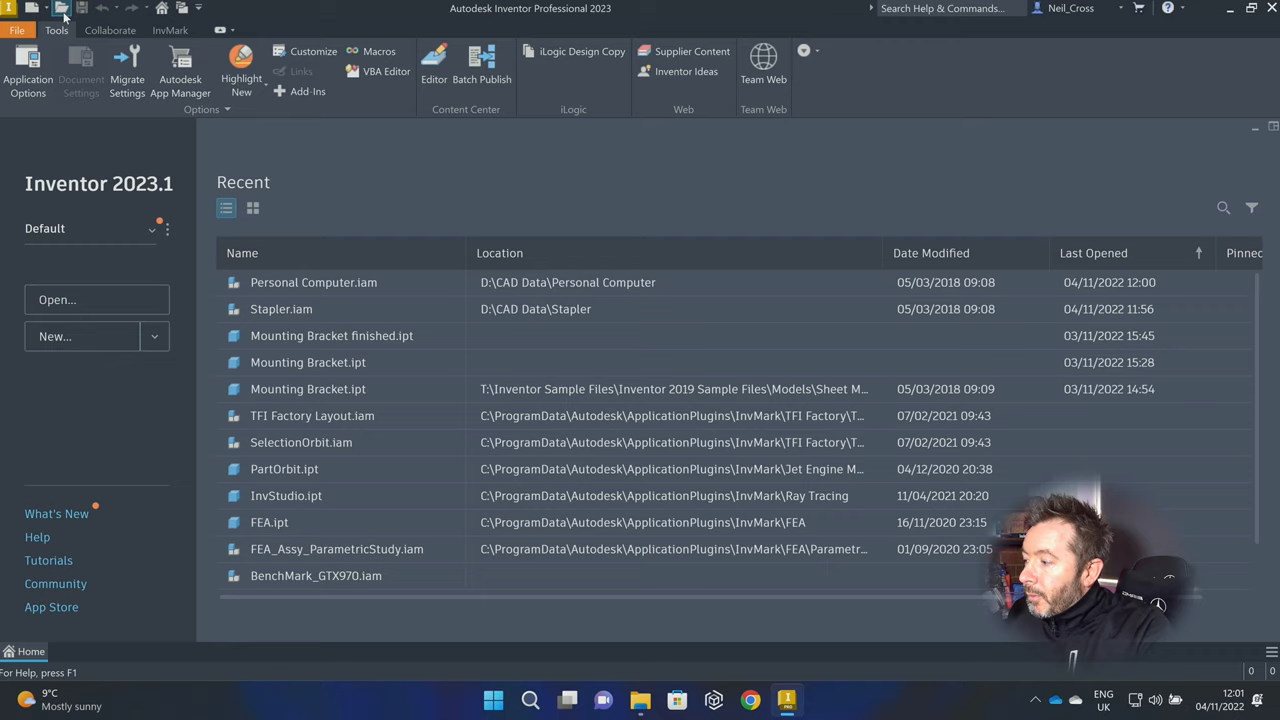 Autodesk Inventor Professional 2023
Search Help & Commands...
Neil_Cross
File Tools Collaborate InvMark
Application Options
Document Settings
Migrate Settings
Autodesk App Manager
Highlight New
Customize
Links
Add-Ins
Macros
VBA Editor
Editor
Batch Publish
iLogic Design Copy
Supplier Content
Inventor Ideas
Team Web
Options Content Center iLogic Web Team Web
Inventor 2023.1
Default
Open...
New...
What's New
Help
Tutorials
Community
App Store
Recent
Name Location Date Modified Last Opened Pinned
Personal Computer.iam D:\CAD Data\Personal Computer 05/03/2018 09:08 04/11/2022 12:00
Stapler.iam D:\CAD Data\Stapler 05/03/2018 09:08 04/11/2022 11:56
Mounting Bracket finished.ipt 03/11/2022 15:45
Mounting Bracket.ipt 03/11/2022 15:28
Mounting Bracket.ipt T:\Inventor Sample Files\Inventor 2019 Sample Files\Models\Sheet M... 05/03/2018 09:09 03/11/2022 14:54
TFI Factory Layout.iam C:\ProgramData\Autodesk\ApplicationPlugins\InvMark\TFI Factory\T... 07/02/2021 09:43
SelectionOrbit.iam C:\ProgramData\Autodesk\ApplicationPlugins\InvMark\TFI Factory\T... 07/02/2021 09:43
PartOrbit.ipt C:\ProgramData\Autodesk\ApplicationPlugins\InvMark\Jet Engine M... 04/12/2020 20:38
InvStudio.ipt C:\ProgramData\Autodesk\ApplicationPlugins\InvMark\Ray Tracing 11/04/2021 20:20
FEA.ipt C:\ProgramData\Autodesk\ApplicationPlugins\InvMark\FEA 16/11/2020 23:15
FEA_Assy_ParametricStudy.iam C:\ProgramData\Autodesk\ApplicationPlugins\InvMark\FEA\Parametr... 01/09/2020 23:05
BenchMark_GTX970.iam
Home
For Help, press F1
0 0
9°C
Mostly sunny
ENG
UK
12:01
04/11/2022